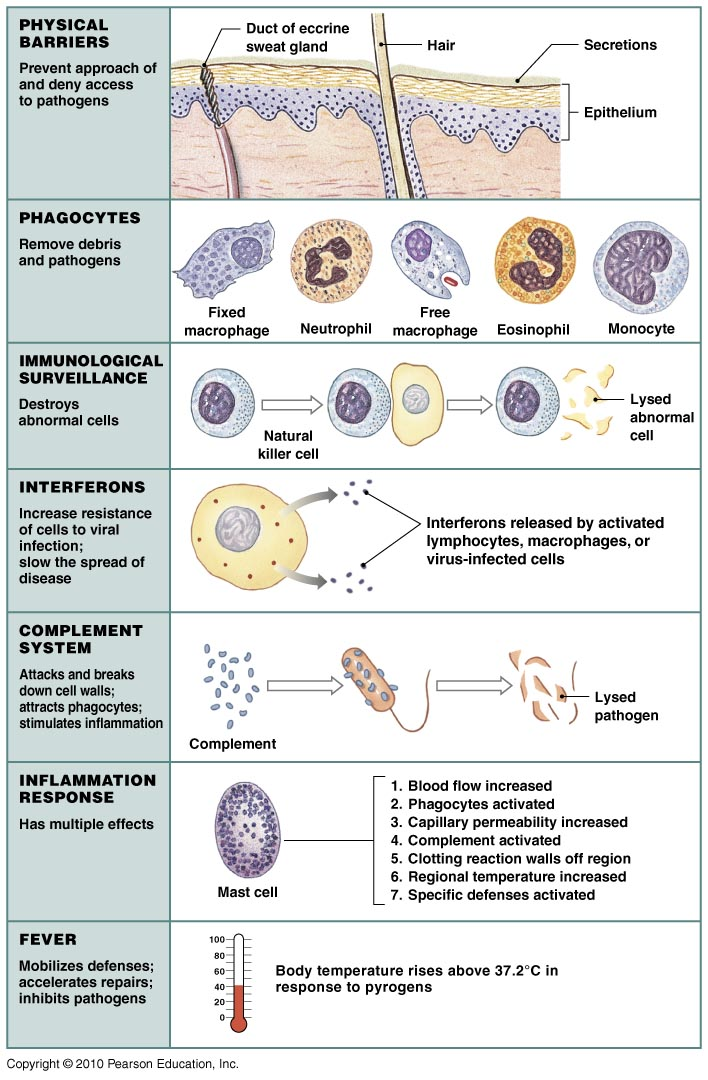 PHYSICAL
BARRIERS
Prevent approach of
and deny access
to pathogens
Duct of eccrine
sweat gland
Hair
Secretions
Epithelium
PHAGOCYTES
Remove debris
and pathogens
Fixed
macrophage
Neutrophil
Free
macrophage
Eosinophil
Monocyte
IMMUNOLOGICAL
SURVEILLANCE
Destroys
abnormal cells
Natural
killer cell
Lysed
abnormal
cell
INTERFERONS
Increase resistance
of cells to viral
infection;
slow the spread of
disease
Interferons released by activated
lymphocytes, macrophages, or
virus-infected cells
COMPLEMENT
SYSTEM
Attacks and breaks
down cell walls;
attracts phagocytes;
stimulates inflammation
Complement
Lysed
pathogen
INFLAMMATION
RESPONSE
Has multiple effects
Mast cell
1. Blood flow increased
2. Phagocytes activated
3. Capillary permeability increased
4. Complement activated
5. Clotting reaction walls off region
6. Regional temperature increased
7. Specific defenses activated
FEVER
Mobilizes defenses;
accelerates repairs;
inhibits pathogens
100
80
60
40
20
0
Body temperature rises above 37.2°C in
response to pyrogens
Copyright © 2010 Pearson Education, Inc.